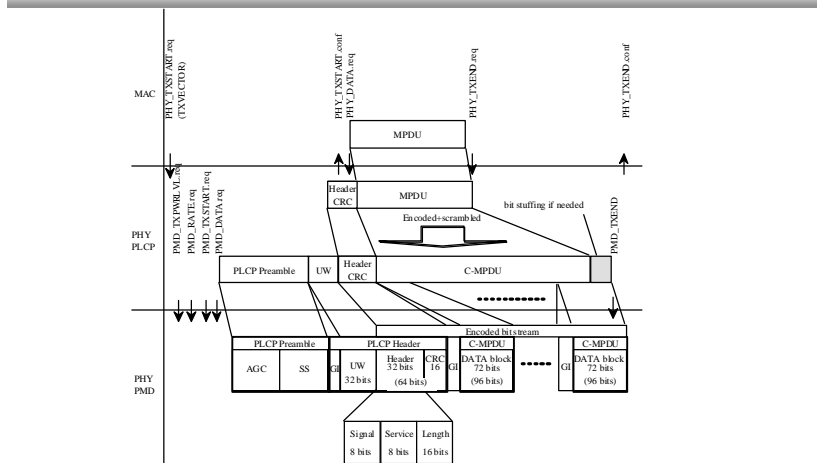 PHY_TXSTART.req
(TXVECTOR)
PHY_TXSTART.conf
PHY_DATA.req
PHY_TXEND.req
PHY_TXEND.conf
MAC
MPDU
PMD_TXPWRLVL.req
PMD_RATE.req
PMD_TXSTART.req
PMD_DATA.req
Header
CRC
MPDU
bit stuffing if needed
Encoded+scrambled
PMD_TXEND
PHY
PLCP
PLCP Preamble
UW
Header
CRC
C-MPDU
Encoded bitstream
PLCP Preamble
PLCP Header
C-MPDU
C-MPDU
AGC
SS
GI
UW
32 bits
Header
32 bits
CRC
16
(64 bits)
GI
DATA block
72 bits
(96 bits)
GI
DATA block
72 bits
(96 bits)
PHY
PMD
Signal
8 bits
Service
8 bits
Length
16 bits